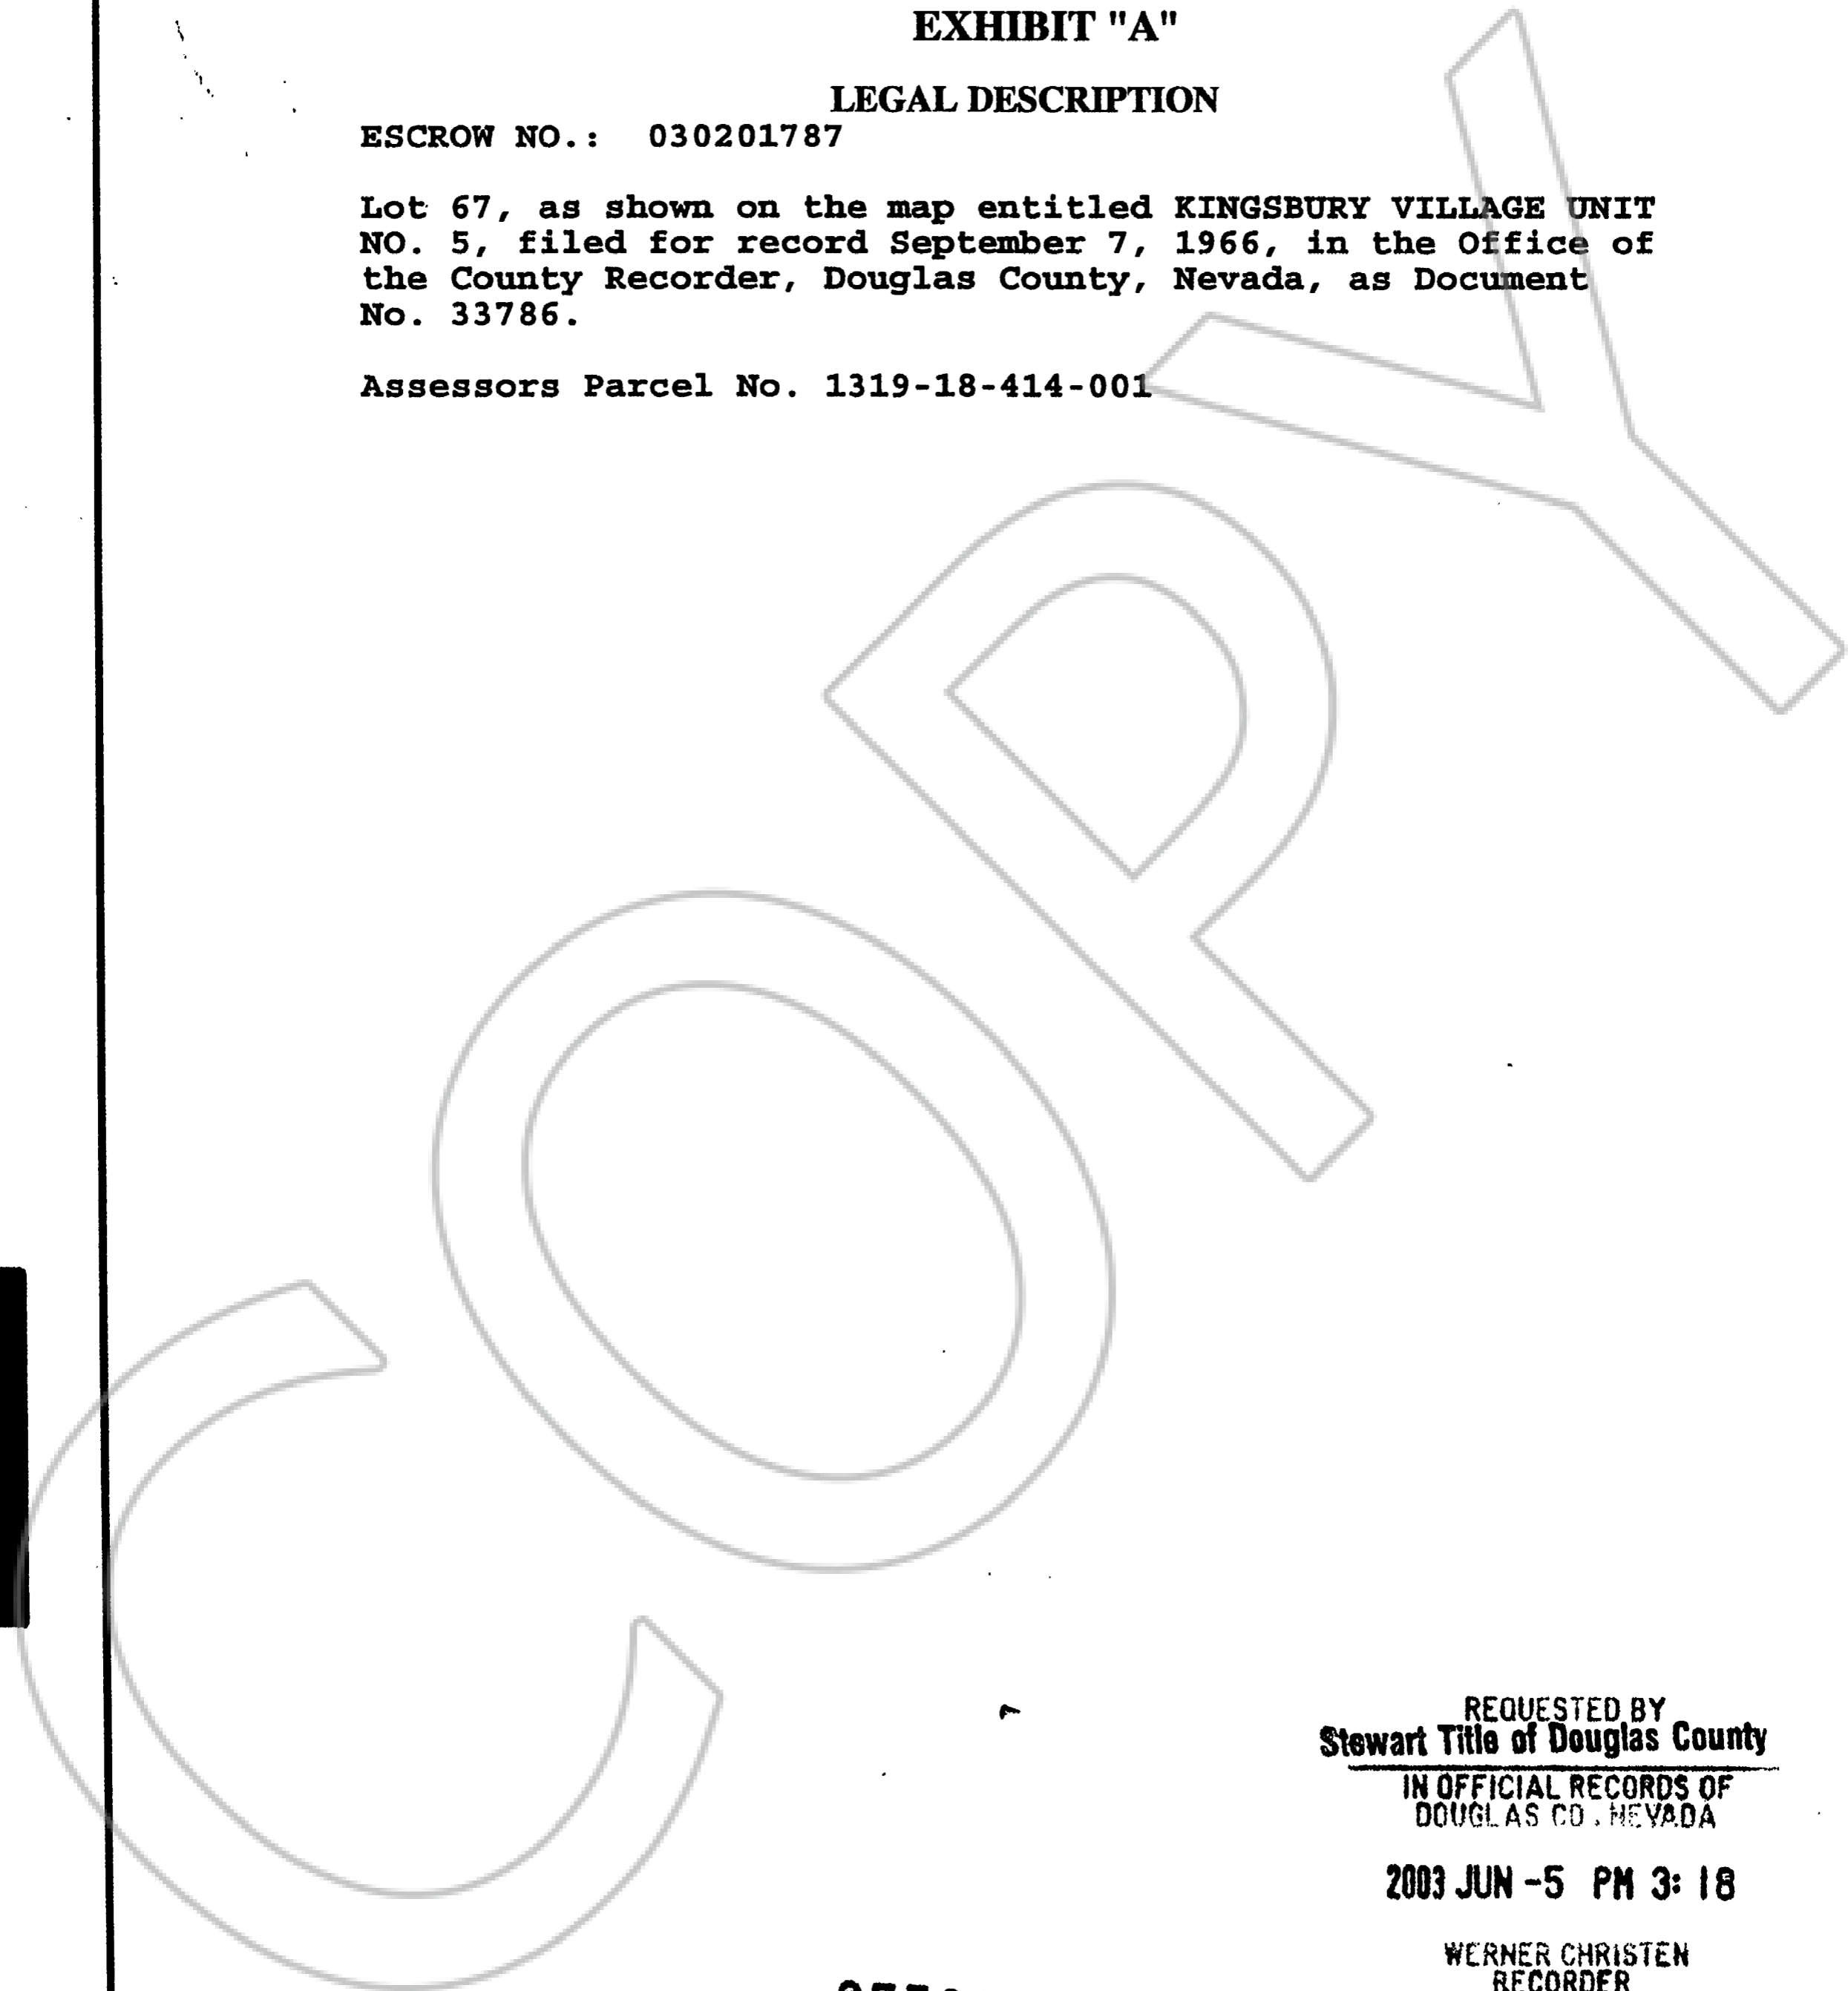 EXHIBIT "A"
LEGAL DESCRIPTION
ESCROW NO.: 030201787
Lot 67, as shown on the map entitled KINGSBURY VILLAGE UNIT
NO. 5, filed for record September 7, 1966, in the Office of
the County Recorder, Douglas County, Nevada, as Document
No. 33786.
Assessors Parcel No. 1319-18-414-001
COPY
REQUESTED BY
Stewart Title of Douglas County
IN OFFICIAL RECORDS OF
DOUGLAS CO., NEVADA
2003 JUN -5 PM 3: 18
WERNER CHRISTEN
RECORDER